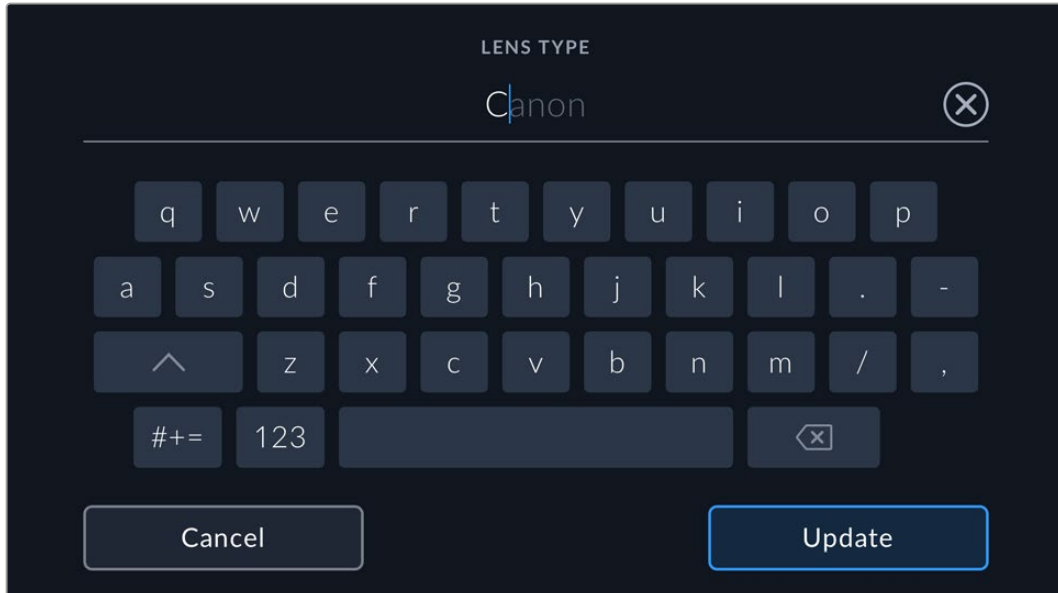 LENS TYPE
Canon
q w e r t y u i o p
a s d f g h j k l . -
z x c v b n m / ,
#+= 123
Cancel Update